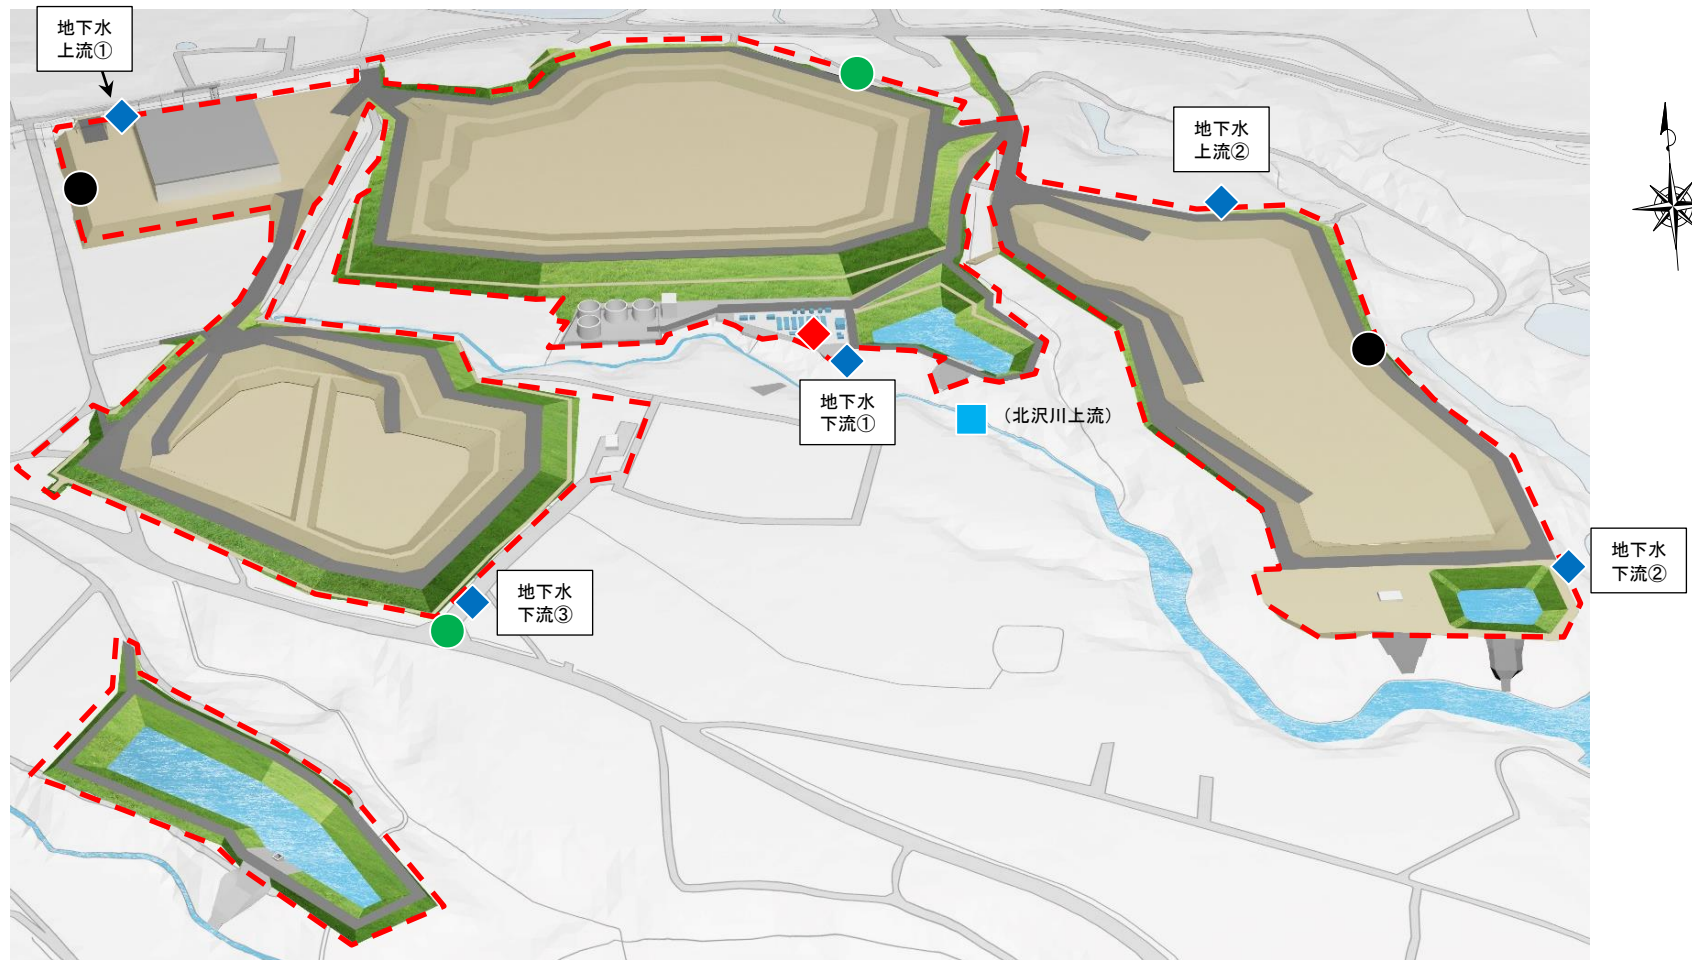 地下水
上流①
地下水
上流②
地下水
下流①
（北沢川上流）
地下水
下流②
地下水
下流③